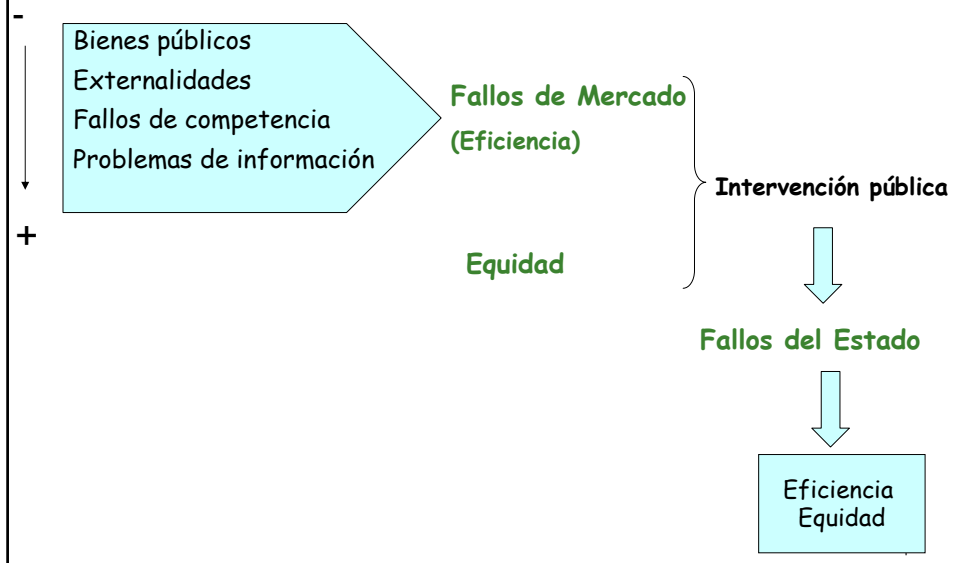 -
Bienes públicos
Externalidades
Fallos de competencia
Problemas de información
+
Fallos de Mercado
(Eficiencia)
Equidad
Intervención pública
Fallos del Estado
Eficiencia
Equidad